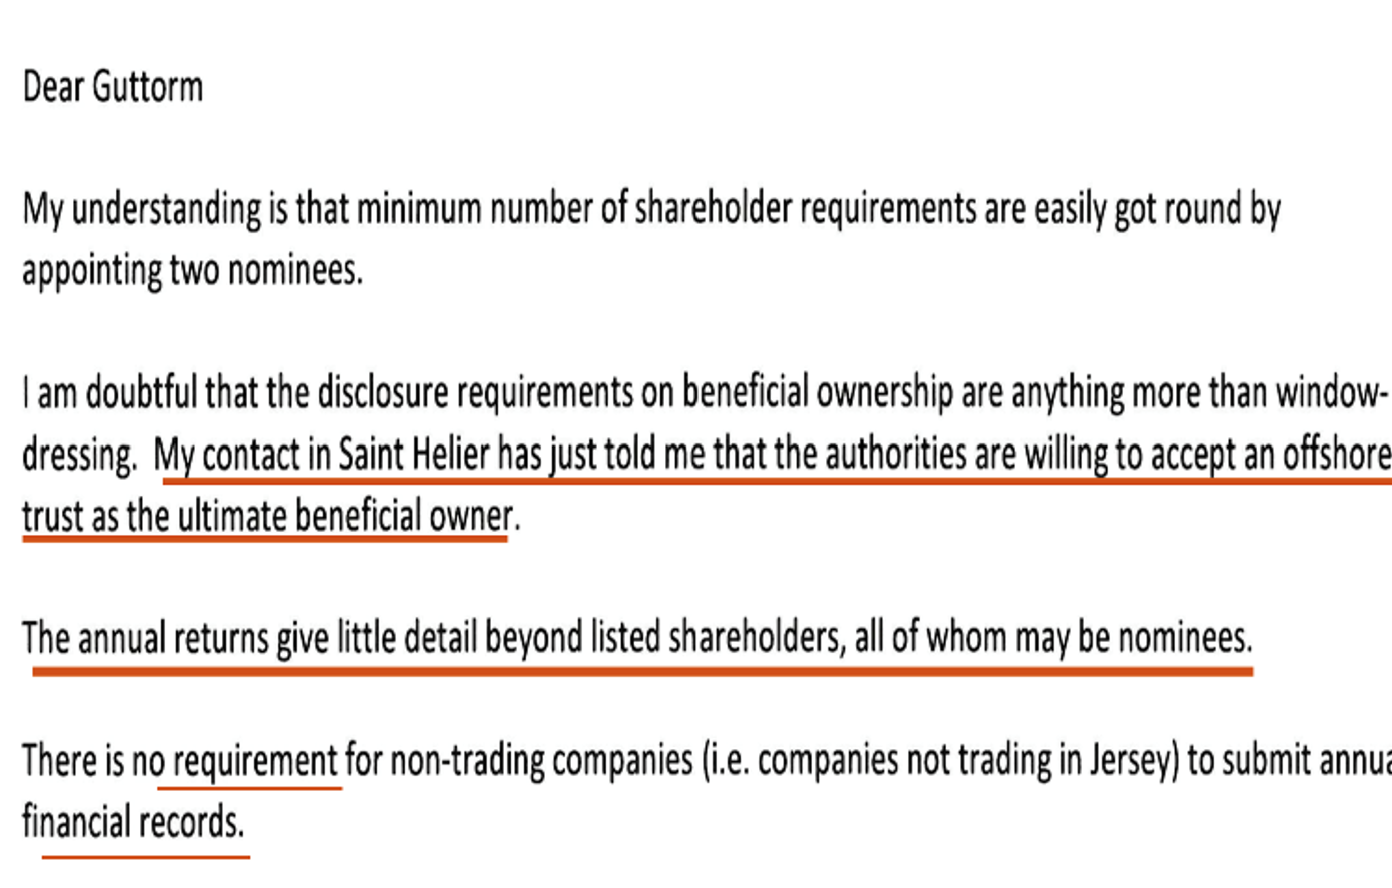 Dear Guttorm
My understanding is that minimum number of shareholder requirements are easily got round by
appointing two nominees.
I am doubtful that the disclosure requirements on beneficial ownership are anything more than window-
dressing.  My contact in Saint Helier has just told me that the authorities are willing to accept an offshore
trust as the ultimate beneficial owner.
The annual returns give little detail beyond listed shareholders, all of whom may be nominees.
There is no requirement for non-trading companies (i.e. companies not trading in Jersey) to submit annua
financial records.